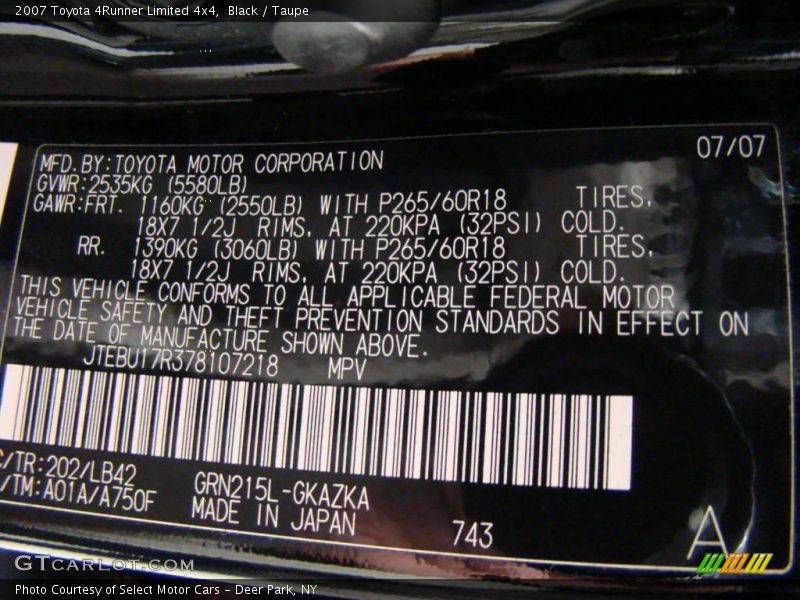 2007 Toyota 4Runner Limited 4x4, Black / Taupe
07/07
MFD.BY:TOYOTA MOTOR CORPORATION
GVWR:2535KG (5580LB)
GAWR:FRT. 1160KG (2550LB) WITH P265/60R18 TIRES,
18X7 1/2J RIMS, AT 220KPA (32PSI) COLD.
RR. 1390KG (3060LB) WITH P265/60R18 TIRES,
18X7 1/2J RIMS, AT 220KPA (32PSI) COLD.
THIS VEHICLE CONFORMS TO ALL APPLICABLE FEDERAL MOTOR
VEHICLE SAFETY AND THEFT PREVENTION STANDARDS IN EFFECT ON
THE DATE OF MANUFACTURE SHOWN ABOVE.
JTEBU17R378107218 MPV
C/TR:202/LB42
/TM:A01A/A750F
GRN215L-GKAZKA
MADE IN JAPAN
743
A
GTCARLOT.COM
Photo Courtesy of Select Motor Cars - Deer Park, NY